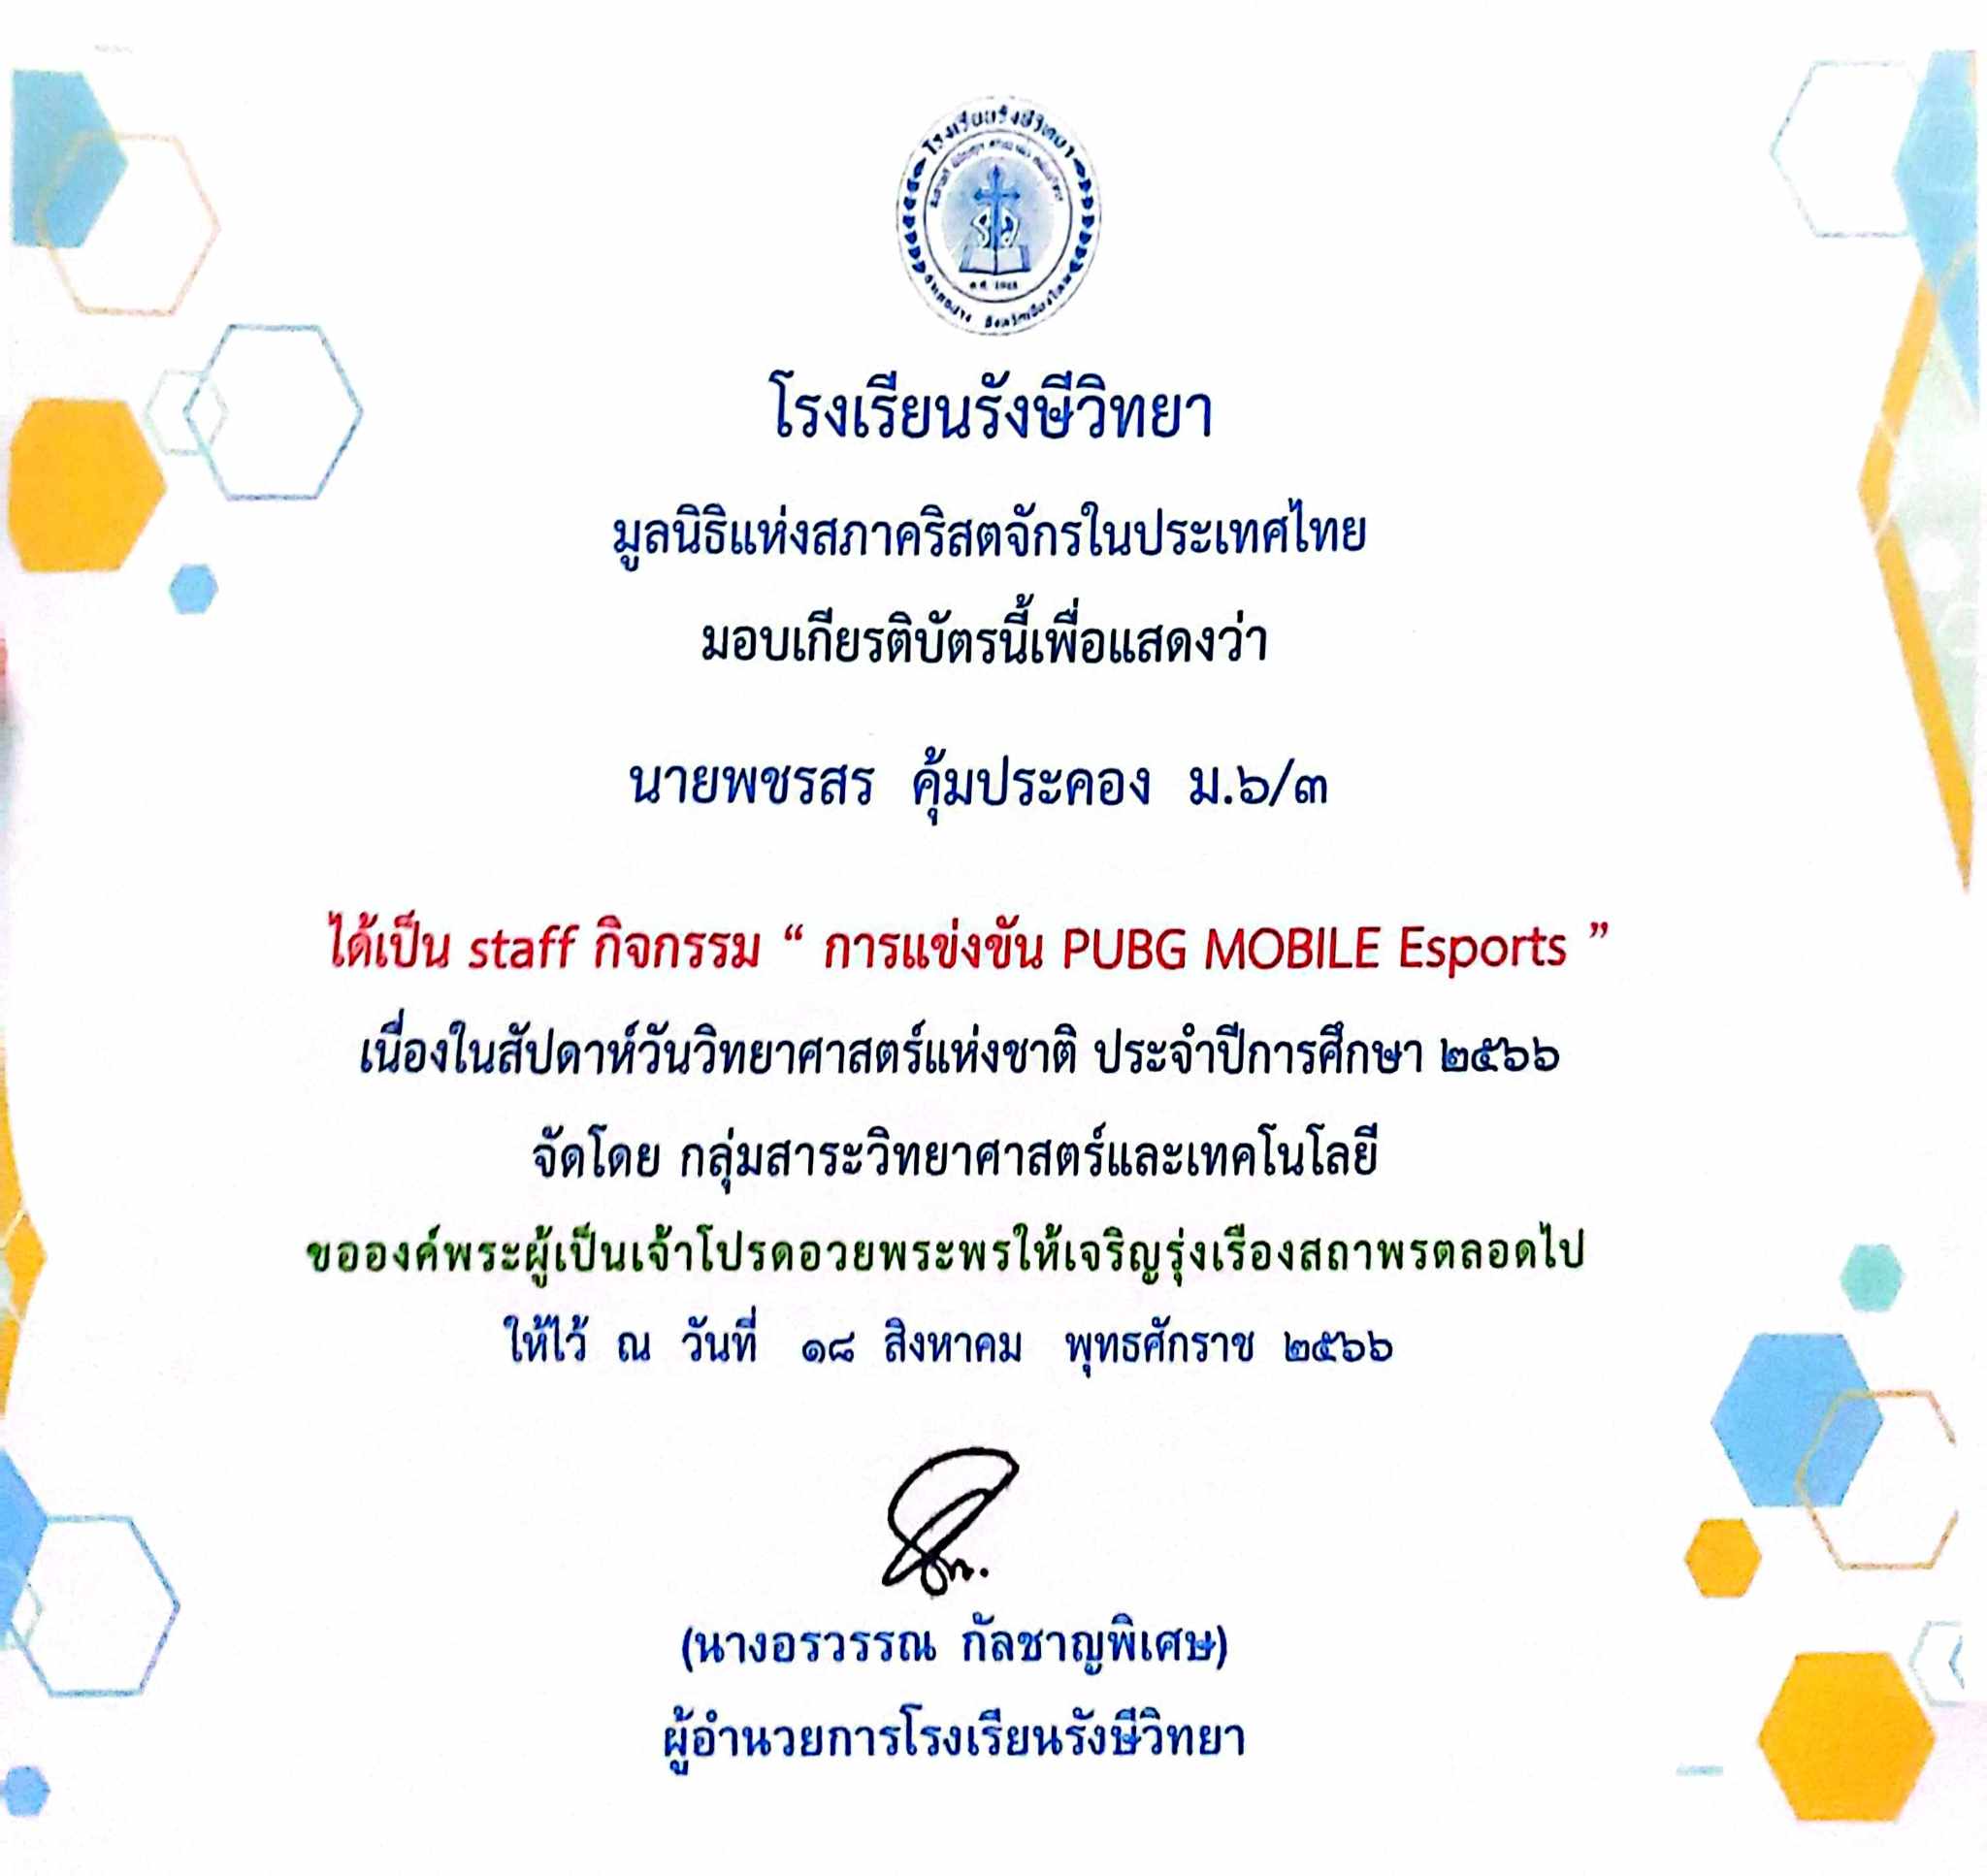 โรงเรียนรังษีวิทยา
โรงเรียนรังษีวิทยา
มูลนิธิแห่งสภาคริสตจักรในประเทศไทย
มอบเกียรติบัตรนี้เพื่อแสดงว่า
นายพชรสร คุ้มประคอง ม.๖/๓
ได้เป็น staff กิจกรรม “ การแข่งขัน PUBG MOBILE Esports ”
เนื่องในสัปดาห์วันวิทยาศาสตร์แห่งชาติ ประจำปีการศึกษา ๒๕๖๖
จัดโดย กลุ่มสาระวิทยาศาสตร์และเทคโนโลยี
ขอองค์พระผู้เป็นเจ้าโปรดอวยพระพรให้เจริญรุ่งเรืองสถาพรตลอดไป
ให้ไว้ ณ วันที่ ๑๘ สิงหาคม พุทธศักราช ๒๕๖๖
(นางอรวรรณ กัลชาญพิเศษ)
ผู้อำนวยการโรงเรียนรังษีวิทยา